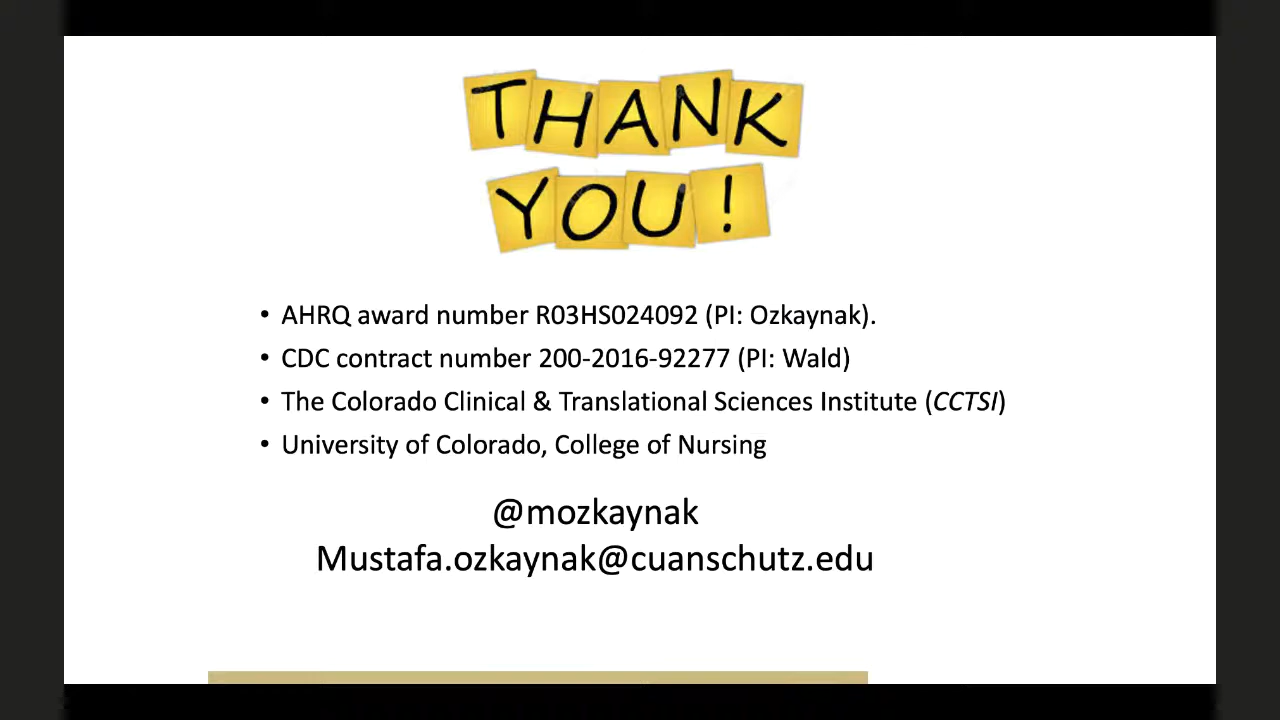 THANK
YOU!
• AHRQ award number R03HS024092 (PI: Ozkaynak).
• CDC contract number 200-2016-92277 (PI: Wald)
• The Colorado Clinical & Translational Sciences Institute (CCTSI)
• University of Colorado, College of Nursing
@mozkaynak
Mustafa.ozkaynak@cuanschutz.edu